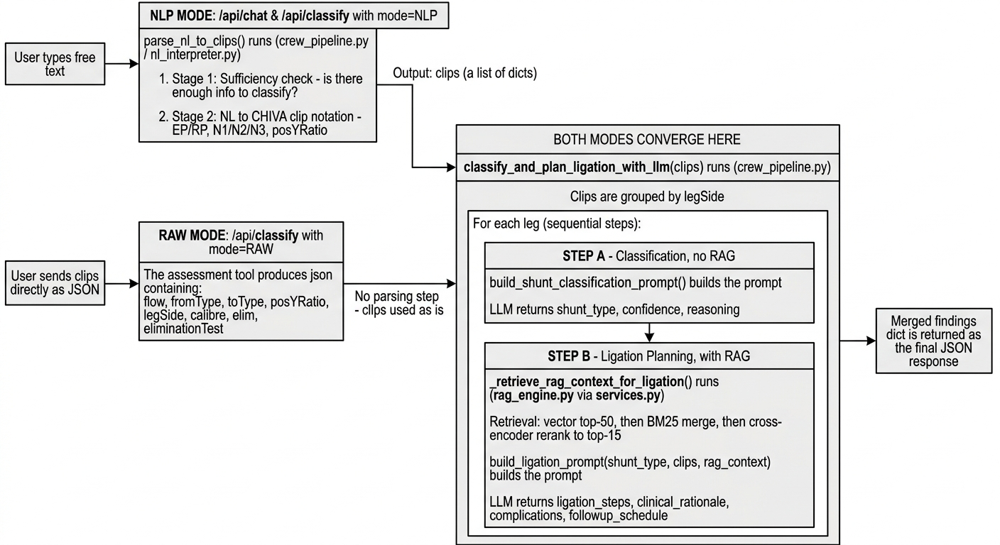 NLP MODE: /api/chat & /api/classify with mode=NLP
User types free
text
parse_nl_to_clips() runs (crew_pipeline.py
/ nl_interpreter.py)
1. Stage 1: Sufficiency check - is there
enough info to classify?
2. Stage 2: NL to CHIVA clip notation -
EP/RP, N1/N2/N3, posYRatio
Output: clips (a list of dicts)
RAW MODE: /api/classify with
mode=RAW
User sends clips
directly as JSON
The assessment tool produces json
containing:
flow, fromType, toType, posYRatio,
legSide, calibre, elim,
eliminationTest
No parsing step
- clips used as is
BOTH MODES CONVERGE HERE
classify_and_plan_ligation_with_llm(clips) runs (crew_pipeline.py)
Clips are grouped by legSide
For each leg (sequential steps):
STEP A - Classification, no RAG
build_shunt_classification_prompt() builds the prompt
LLM returns shunt_type, confidence, reasoning
STEP B - Ligation Planning, with RAG
_retrieve_rag_context_for_ligation() runs
(rag_engine.py via services.py)
Retrieval: vector top-50, then BM25 merge, then cross-
encoder rerank to top-15
build_ligation_prompt(shunt_type, clips, rag_context)
builds the prompt
LLM returns ligation_steps, clinical_rationale,
complications, followup_schedule
Merged findings
dict is returned as
the final JSON
response